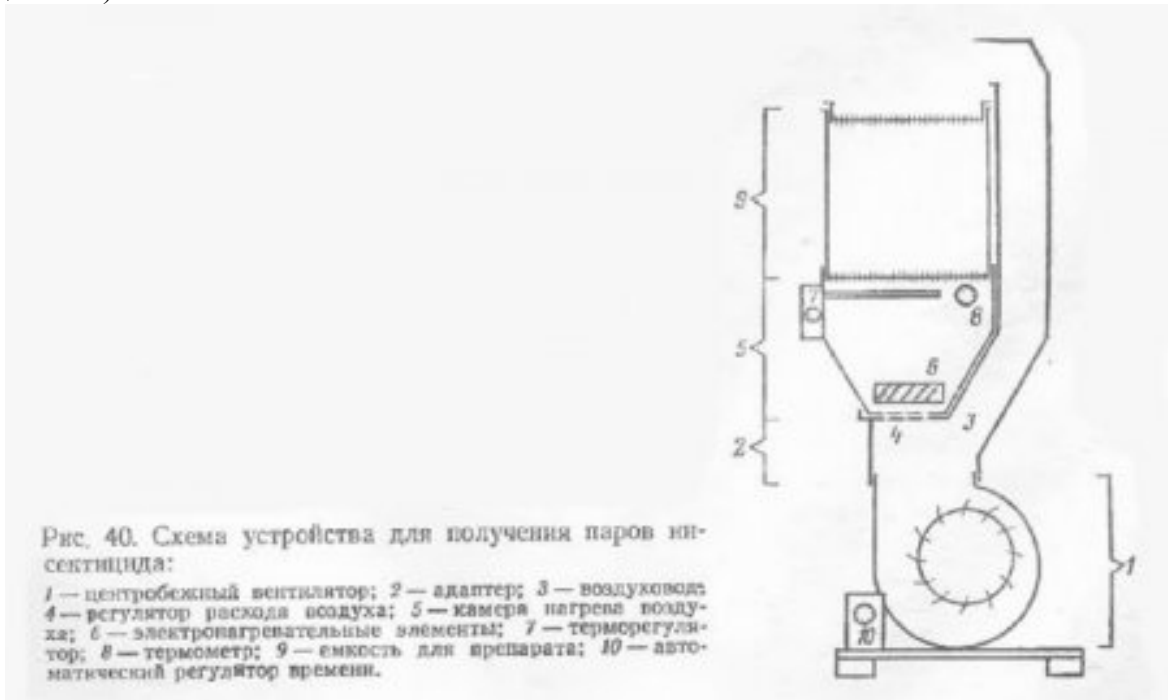 Рис. 40. Схема устройства для получения паров ин-
сектицида:
1 — центробежный вентилятор; 2 — адаптер; 3 — воздуховод;
4 — регулятор расхода воздуха; 5 — камера нагрева возду-
ха; 6 — электронагревательные элементы; 7 — терморегуля-
тор; 8 — термометр; 9 — емкость для препарата; 10 — авто-
матический регулятор времени.
9
7
8
5
6
4
3
2
1
10